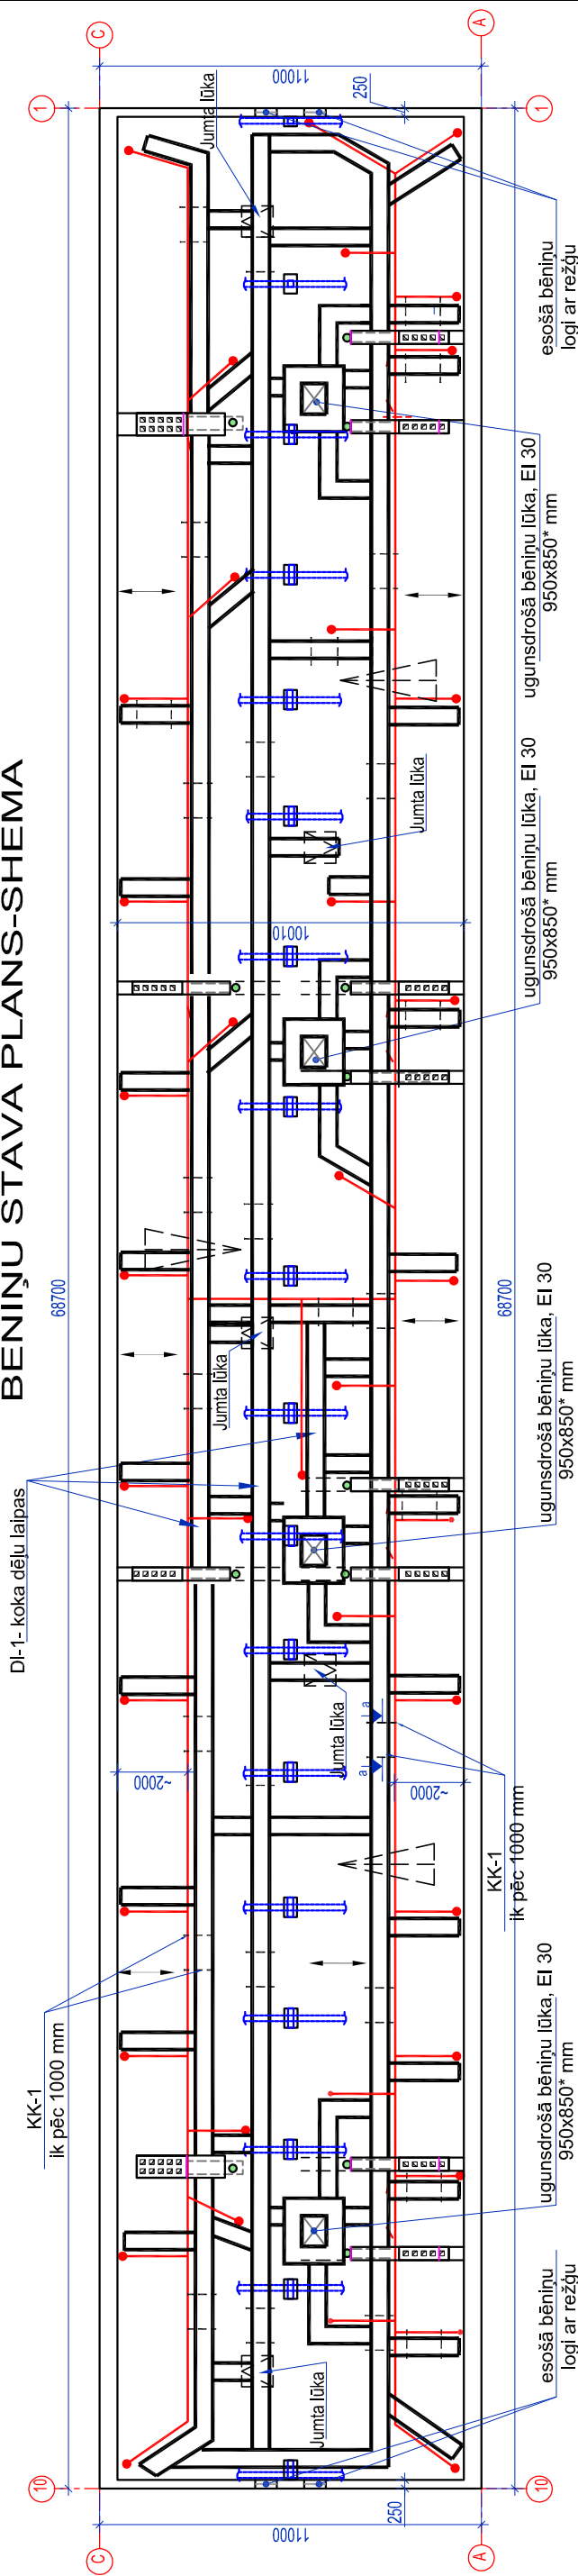 BĒNIŅU STAVA PLANS-SHEMA
C
A
1
1
11000
250
Jumta lūka
esošā bēniņu
logi ar režģu
ugunsdrošā bēniņu lūka, EI 30
950x850* mm
Jumta lūka
10010
ugunsdrošā bēniņu lūka, EI 30
950x850* mm
68700
68700
Jumta lūka
DI-1- koka dēļu laipas
ugunsdrošā bēniņu lūka, EI 30
950x850* mm
Jumta lūka
a
a
~2000
~2000
KK-1
ik pēc 1000 mm
KK-1
ik pēc 1000 mm
ugunsdrošā bēniņu lūka, EI 30
950x850* mm
Jumta lūka
esošā bēniņu
logi ar režģu
250
11000
10
10
C
A